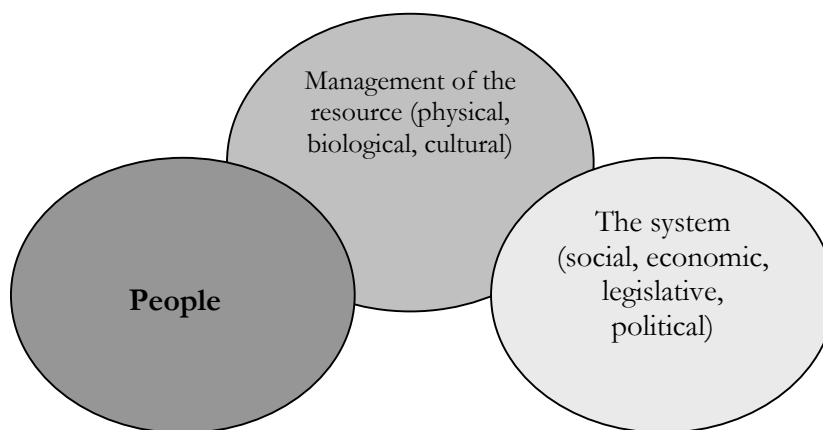 Management of the
resource (physical,
biological, cultural)
People
The system
(social, economic,
legislative,
political)